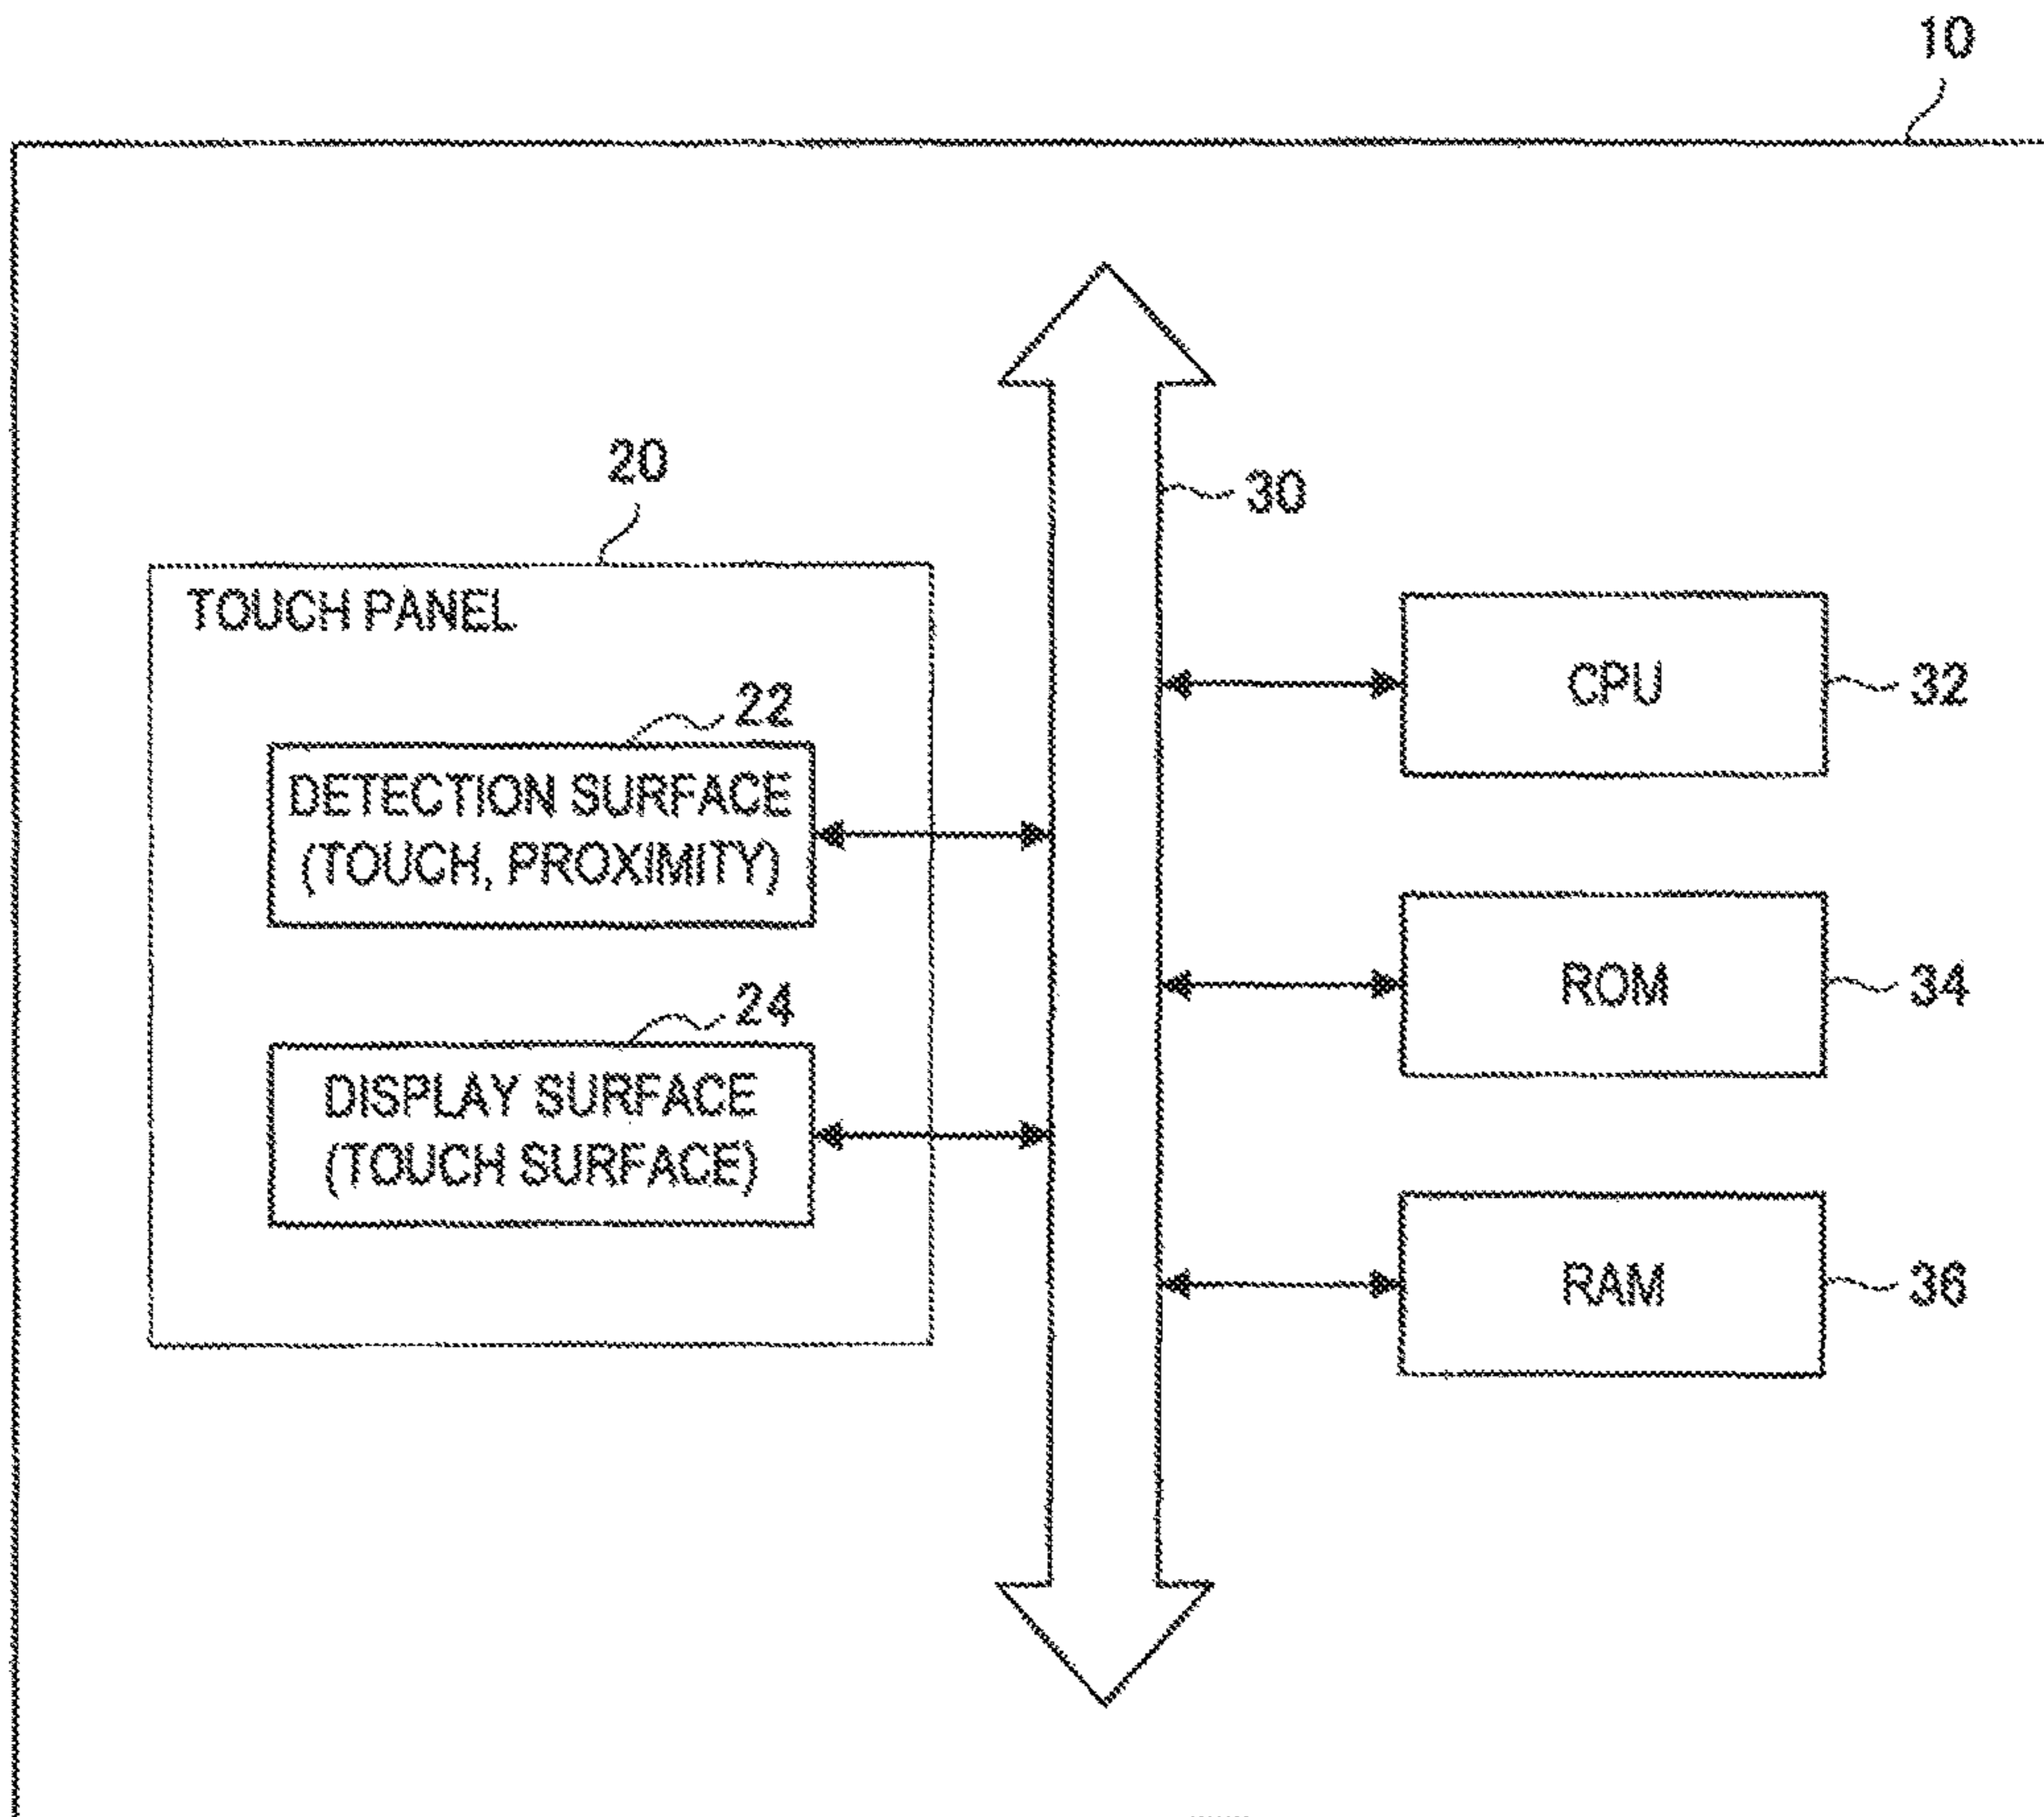 10
20
30
TOUCH PANEL
CPU
32
22
DETECTION SURFACE
(TOUCH, PROXIMITY)
ROM
34
24
DISPLAY SURFACE
(TOUCH SURFACE)
RAM
36